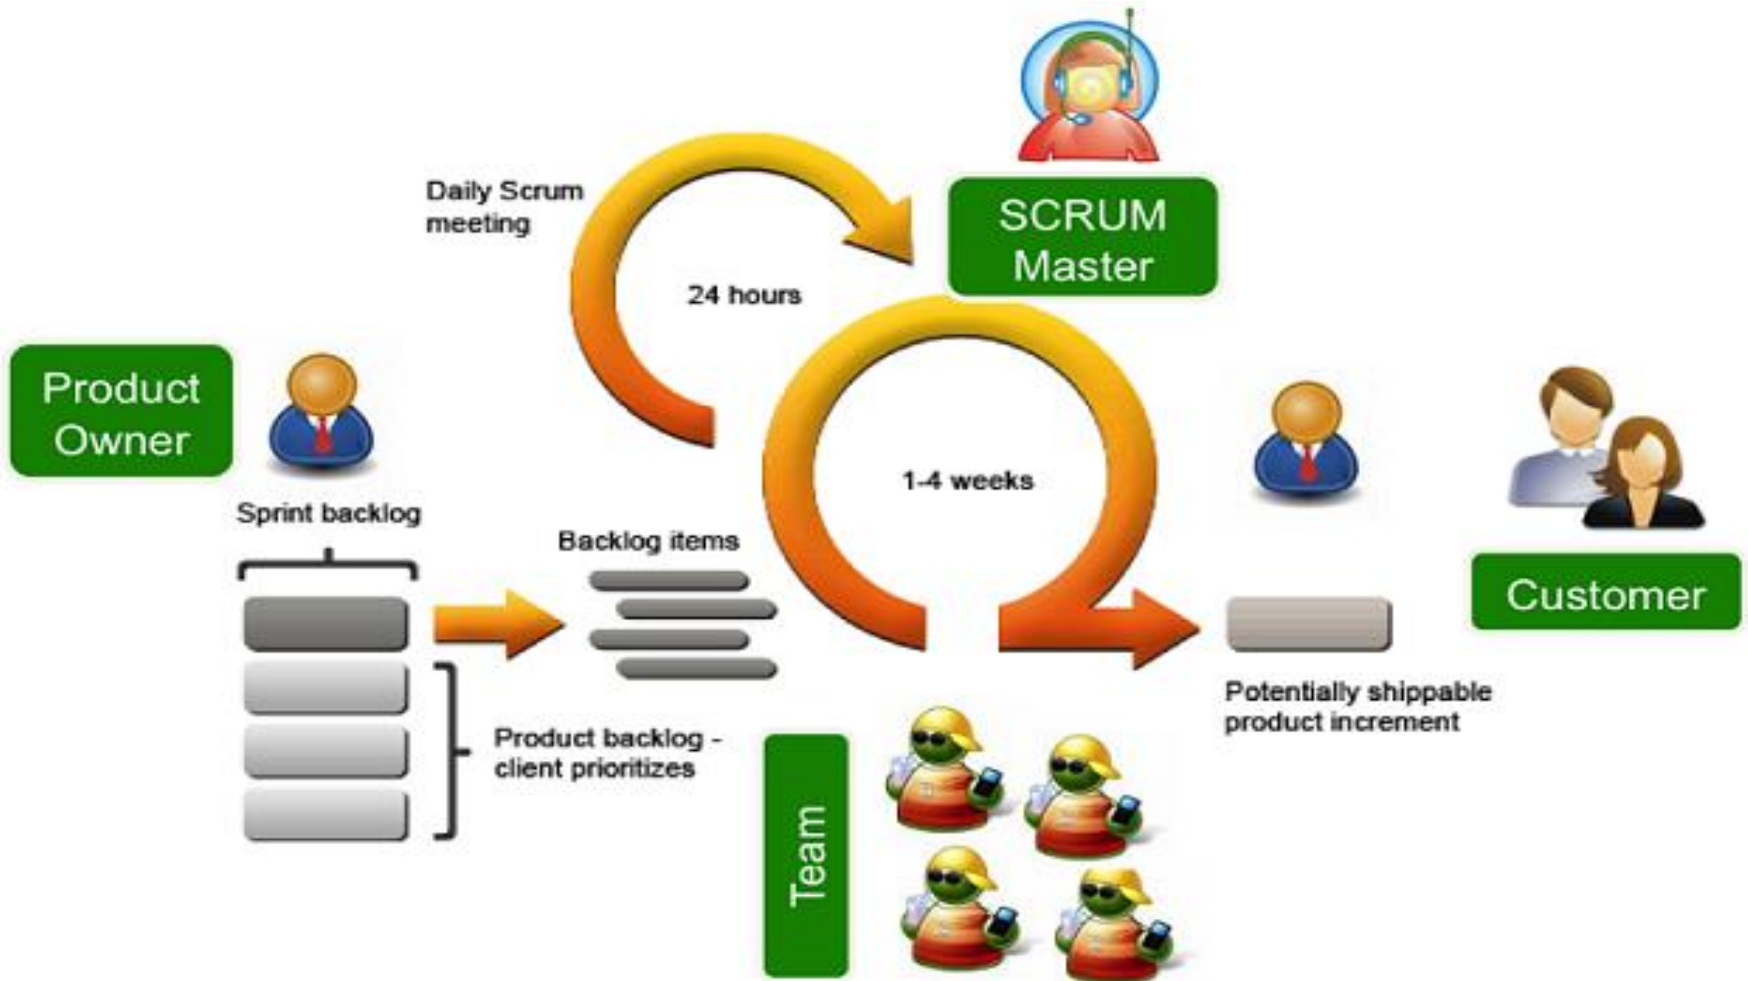 SCRUM
Master
Daily Scrum
meeting
24 hours
Product
Owner
1-4 weeks
Sprint backlog
Backlog items
Customer
Potentially shippable
product increment
Product backlog -
client prioritizes
Team